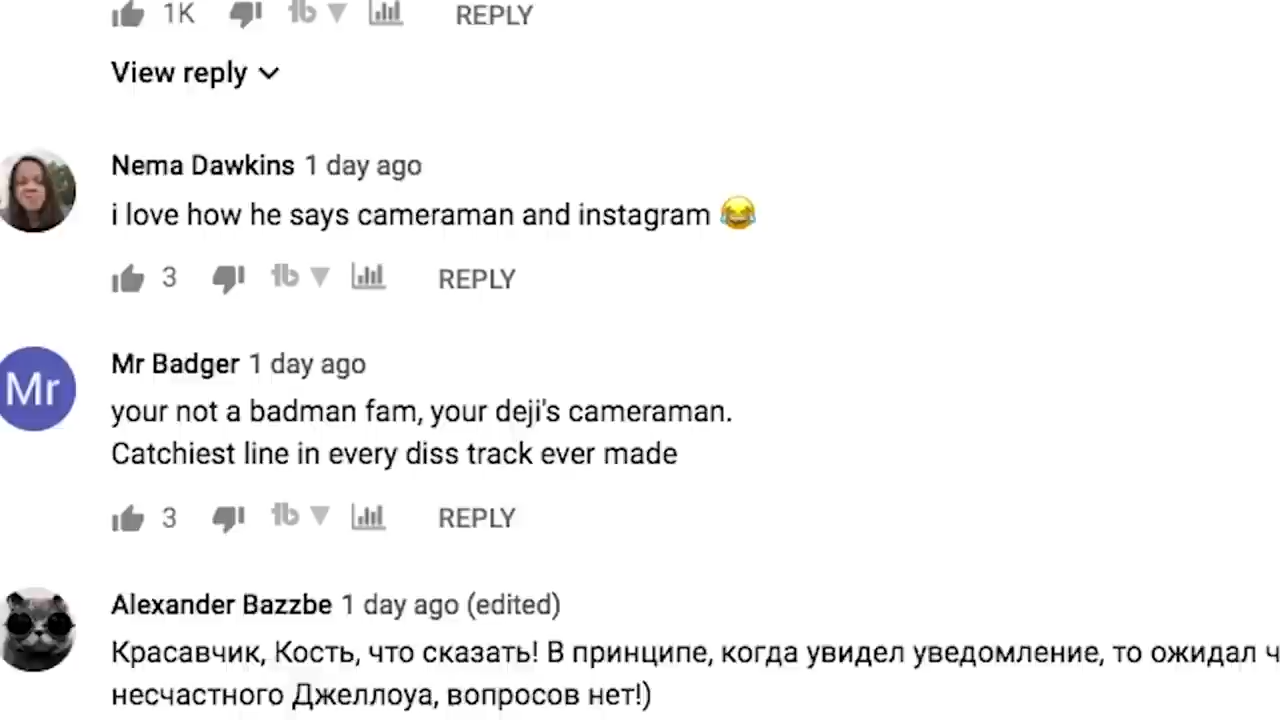 1K REPLY
View reply
Nema Dawkins 1 day ago
i love how he says cameraman and instagram 😂
3 REPLY
Mr
Mr Badger 1 day ago
your not a badman fam, your deji's cameraman.
Catchiest line in every diss track ever made
3 REPLY
Alexander Bazzbe 1 day ago (edited)
Красавчик, Кость, что сказать! В принципе, когда увидел уведомление, то ожидал ч
несчастного Джеллоуа, вопросов нет!)